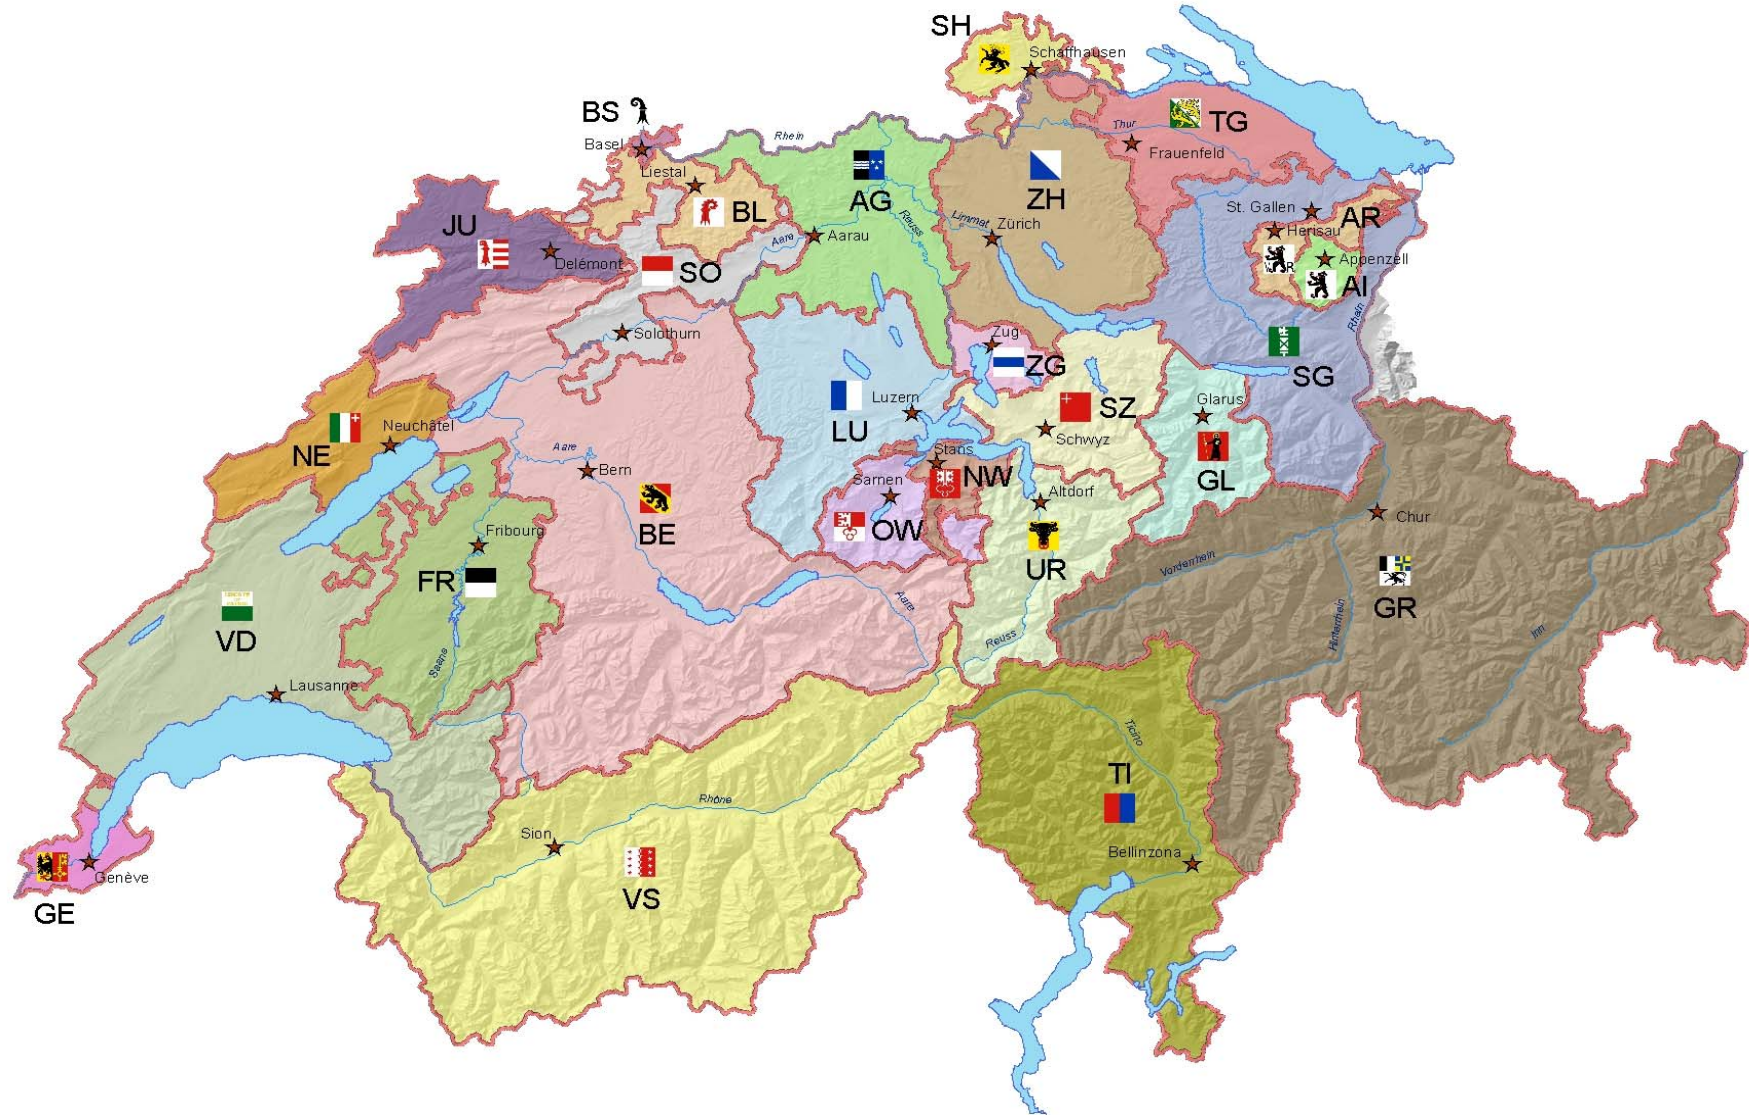 SH
Schaffhausen
BS
Basel
Rhein
Thur
TG
Frauenfeld
Liestal
BL
AG
ZH
JU
Delémont
SO
Aare
Aarau
Reuss
Limmat
Zürich
St. Gallen
AR
Herisau
R
Appenzell
AI
Rhein
Solothurn
Zug
ZG
SG
NE
Neuchâtel
LU
Luzern
SZ
Schwyz
Glarus
GL
Aare
Bern
BE
Stans
NW
Sarnen
OW
Altdorf
UR
Chur
GR
Vorderrhein
Hinterrhein
Inn
Fribourg
FR
VD
Saane
Aare
Reuss
Lausanne
Ticino
TI
Rhône
Sion
VS
Bellinzona
Genève
GE